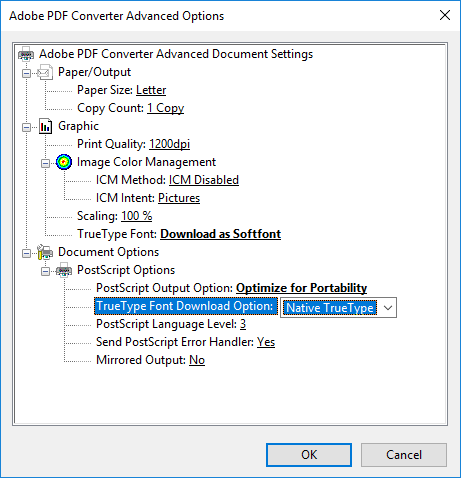 Adobe PDF Converter Advanced Options
Adobe PDF Converter Advanced Document Settings
Paper/Output
Paper Size: Letter
Copy Count: 1 Copy
Graphic
Print Quality: 1200dpi
Image Color Management
ICM Method: ICM Disabled
ICM Intent: Pictures
Scaling: 100 %
TrueType Font: Download as Softfont
Document Options
PostScript Options
PostScript Output Option: Optimize for Portability
TrueType Font Download Option: Native TrueType
PostScript Language Level: 3
Send PostScript Error Handler: Yes
Mirrored Output: No
OK Cancel